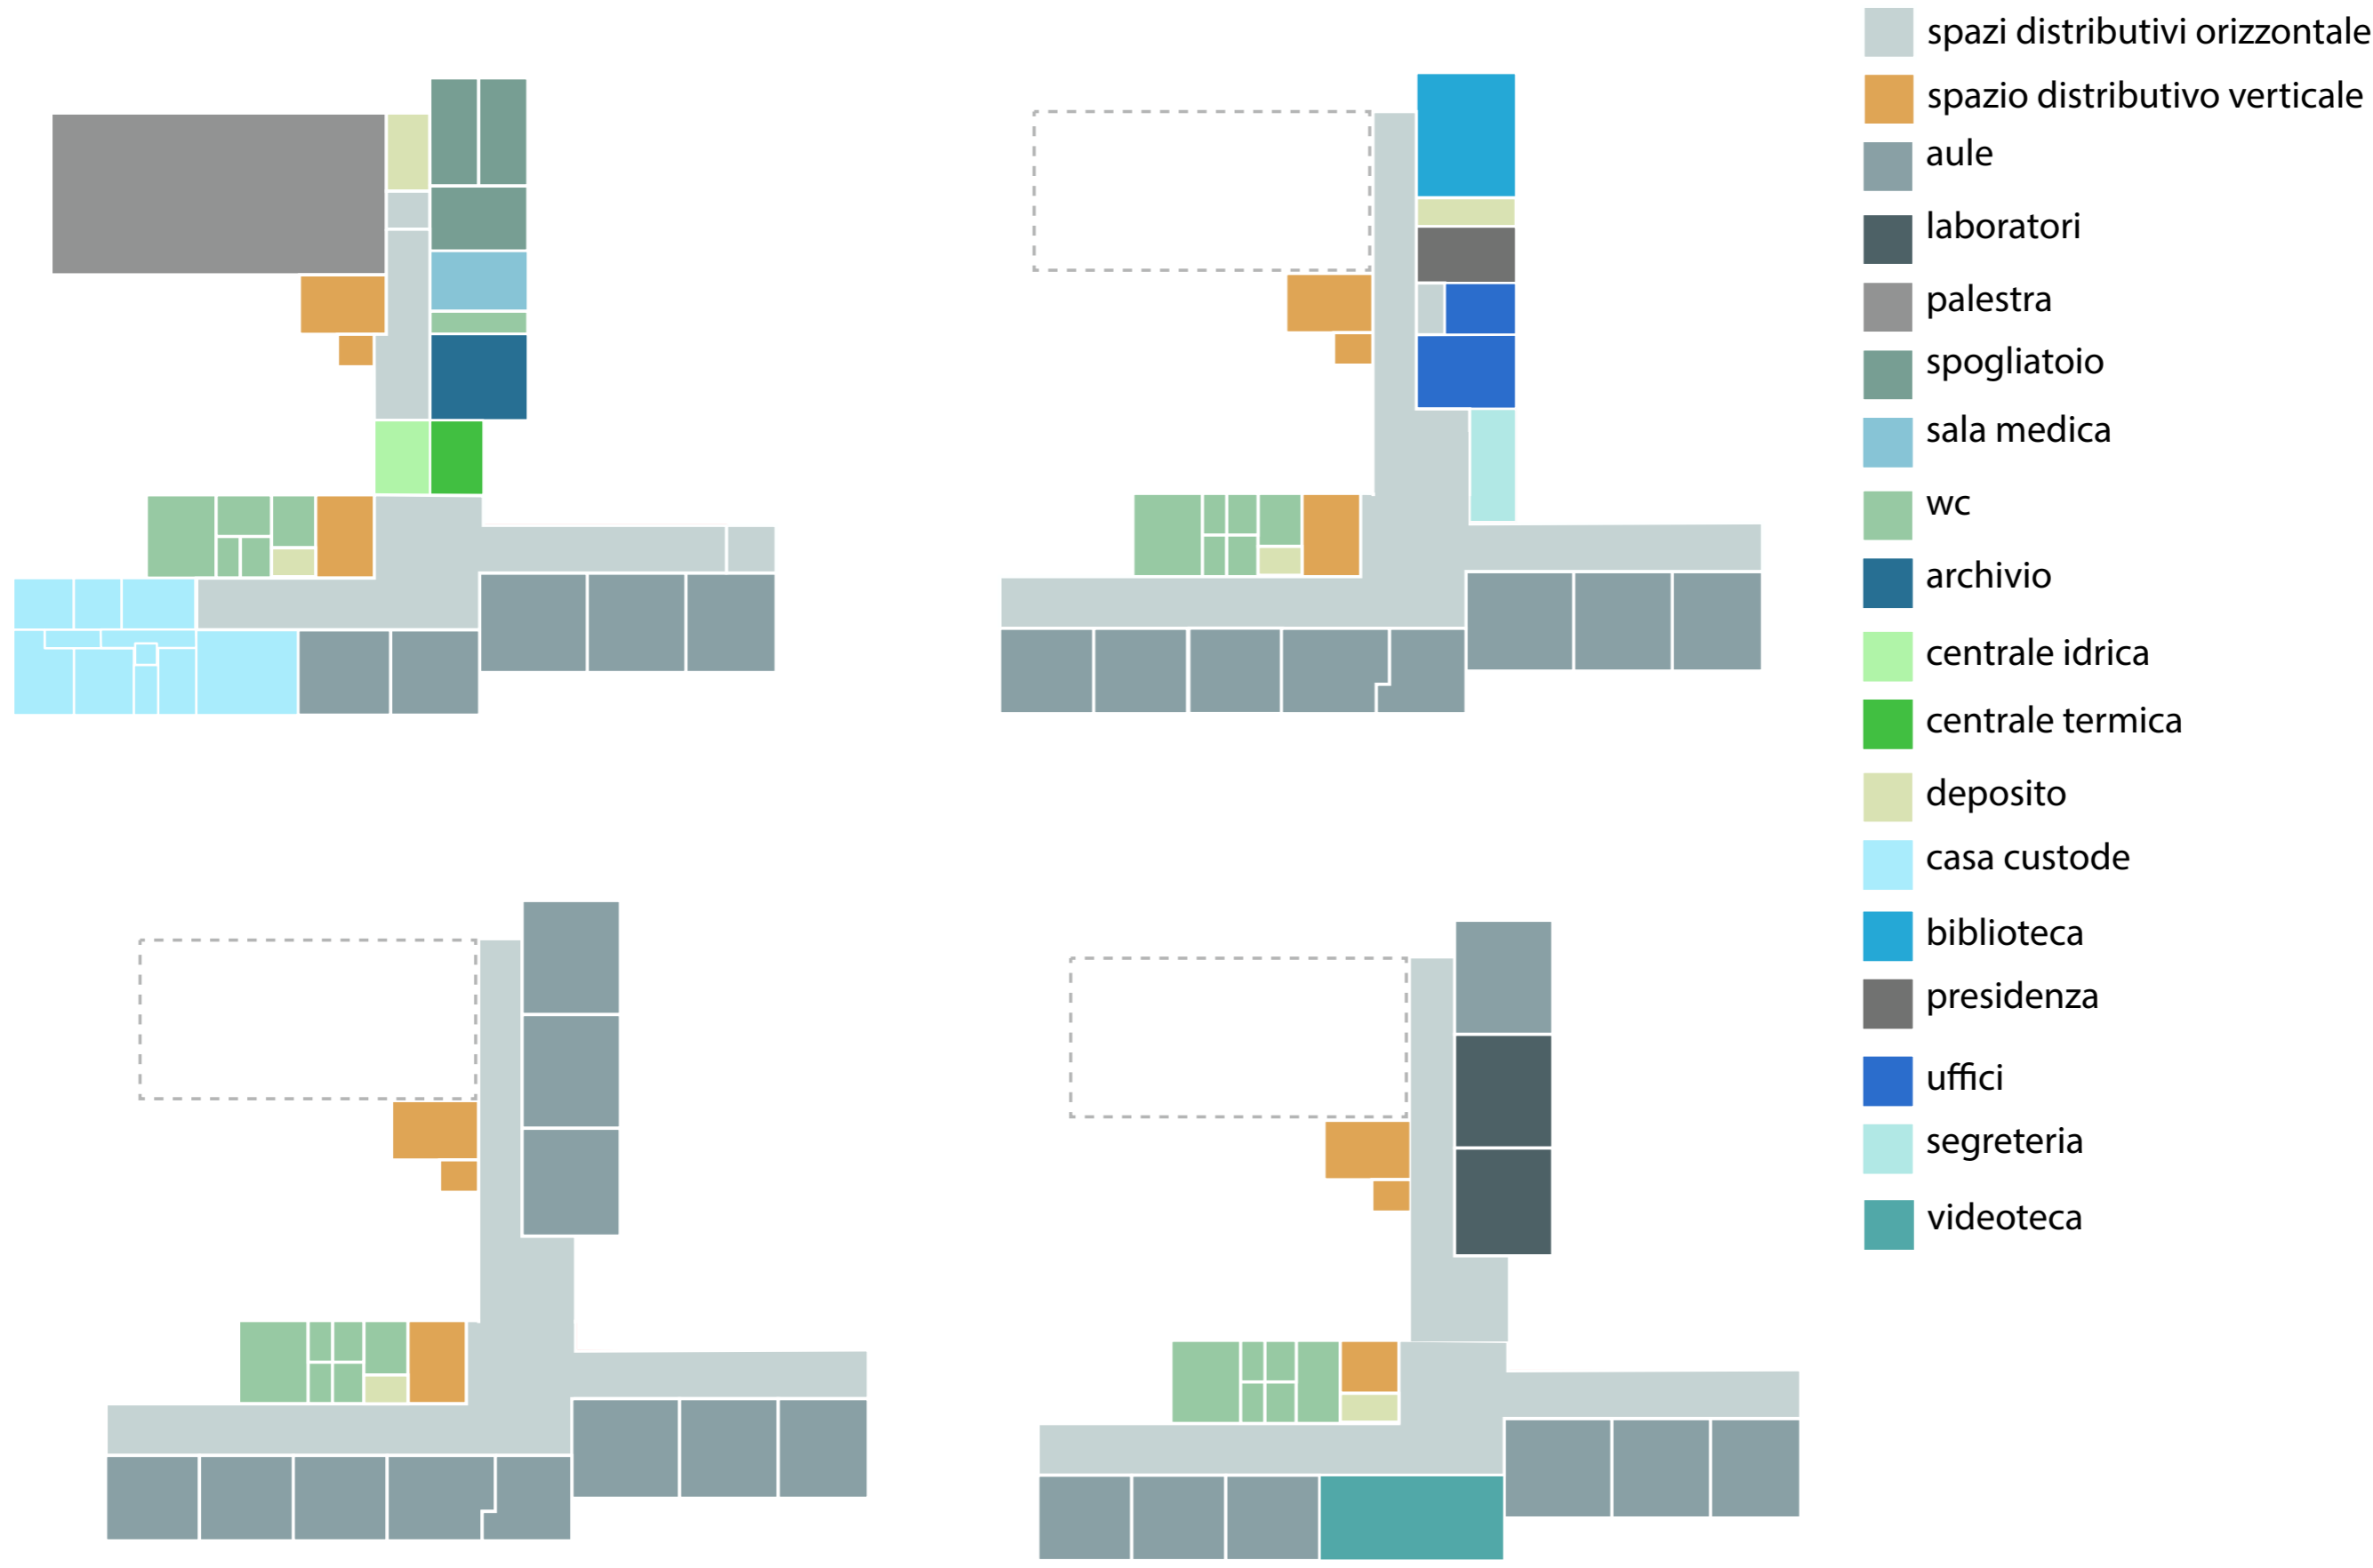 spazi distributivi orizzontale
spazio distributivo verticale
aule
laboratori
palestra
spogliatoio
sala medica
wc
archivio
centrale idrica
centrale termica
deposito
casa custode
biblioteca
presidenza
uffici
segreteria
videoteca